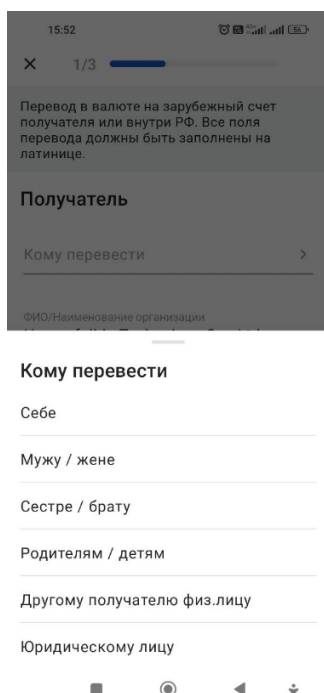 15:52
1/3
Перевод в валюте на зарубежный счет
получателя или внутри РФ. Все поля
перевода должны быть заполнены на
латинице.
Получатель
Кому перевести
ФИО/Наименование организации
Кому перевести
Себе
Мужу / жене
Сестре / брату
Родителям / детям
Другому получателю физ.лицу
Юридическому лицу